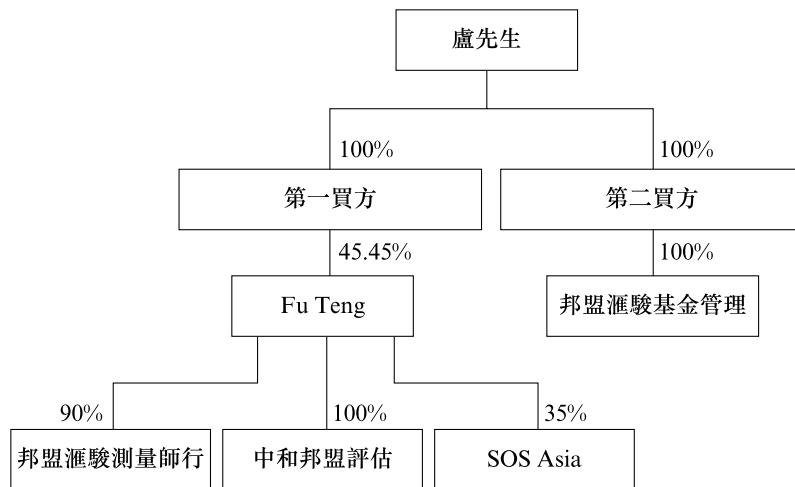 盧先生
100%
100%
第一買方
第二買方
45.45%
100%
Fu Teng
邦盟滙駿基金管理
90%
100%
35%
邦盟滙駿測量師行
中和邦盟評估
SOS Asia